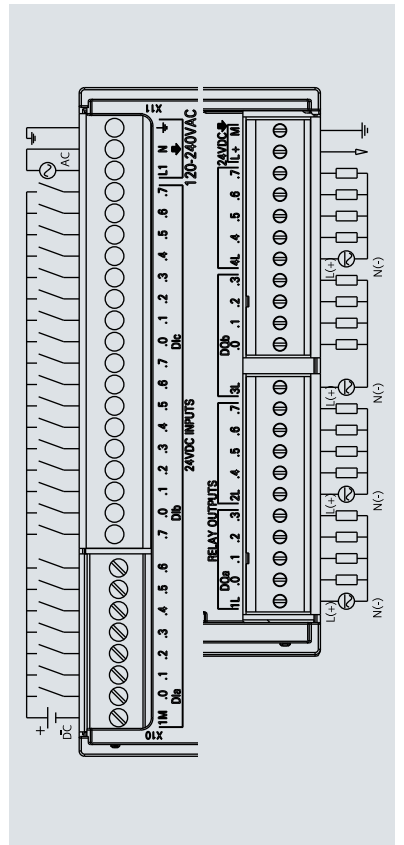 + - DC AC
X10 X11
1M .0 .1 .2 .3 .4 .5 .6 .7 .0 .1 .2 .3 .4 .5 .6 .7 .0 .1 .2 .3 .4 .5 .6 .7 L1 N
DIa DIb DIc
24VDC INPUTS 120-240VAC
RELAY OUTPUTS
DQa DQb 24VDC
1L .0 .1 .2 .3 2L .4 .5 .6 .7 3L .0 .1 .2 .3 4L .4 .5 .6 .7 L+ M
L(+) L(+) L(+) L(+)
N(-) N(-) N(-) N(-)